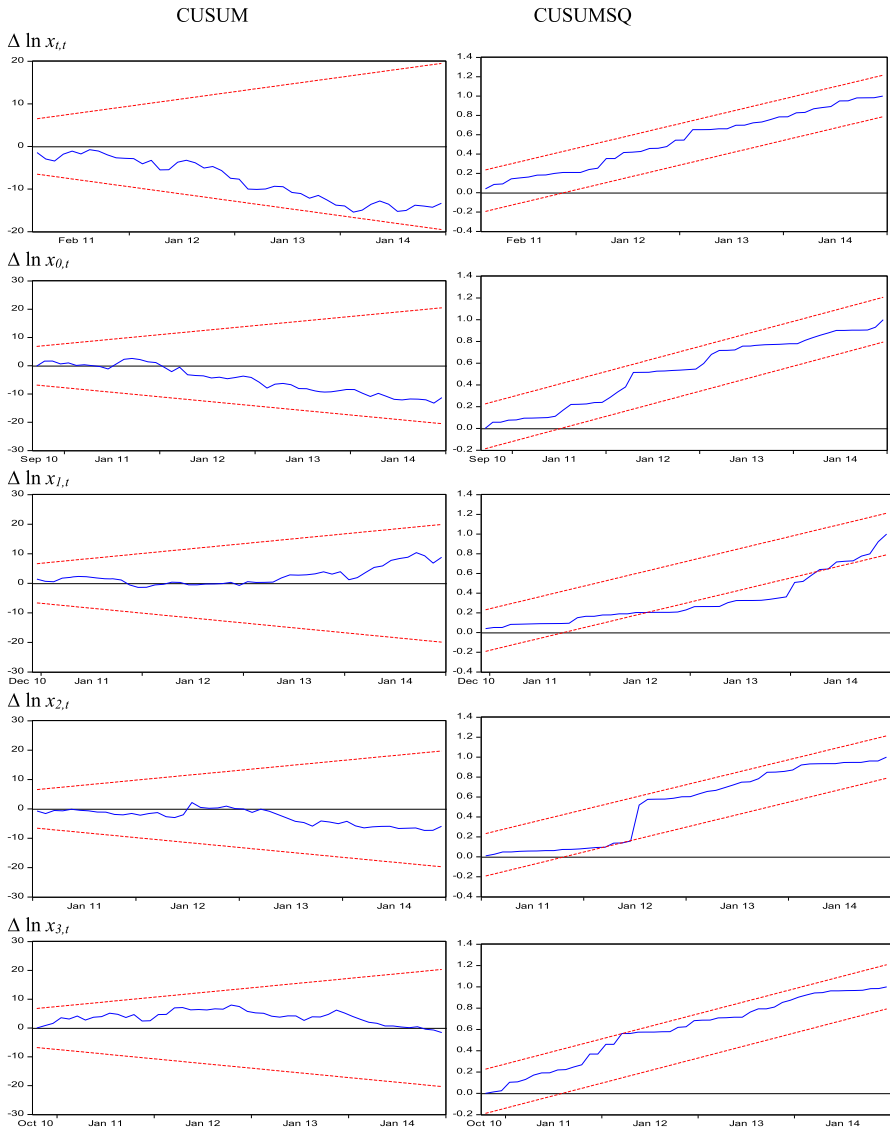 CUSUM CUSUMSQ
Δ ln x_{t,t}
20 10 0 -10 -20
Feb 11 Jan 12 Jan 13 Jan 14
1.4 1.2 1.0 0.8 0.6 0.4 0.2 0.0 -0.2 -0.4
Feb 11 Jan 12 Jan 13 Jan 14
Δ ln x_{0,t}
30 20 10 0 -10 -20 -30
Sep 10 Jan 11 Jan 12 Jan 13 Jan 14
1.4 1.2 1.0 0.8 0.6 0.4 0.2 0.0 -0.2
Sep 10 Jan 11 Jan 12 Jan 13 Jan 14
Δ ln x_{1,t}
30 20 10 0 -10 -20 -30
Dec 10 Jan 11 Jan 12 Jan 13 Jan 14
1.4 1.2 1.0 0.8 0.6 0.4 0.2 0.0 -0.2 -0.4
Dec 10 Jan 11 Jan 12 Jan 13 Jan 14
Δ ln x_{2,t}
30 20 10 0 -10 -20 -30
Jan 11 Jan 12 Jan 13 Jan 14
1.4 1.2 1.0 0.8 0.6 0.4 0.2 0.0 -0.2 -0.4
Jan 11 Jan 12 Jan 13 Jan 14
Δ ln x_{3,t}
30 20 10 0 -10 -20 -30
Oct 10 Jan 11 Jan 12 Jan 13 Jan 14
1.4 1.2 1.0 0.8 0.6 0.4 0.2 0.0 -0.2
Oct 10 Jan 11 Jan 12 Jan 13 Jan 14